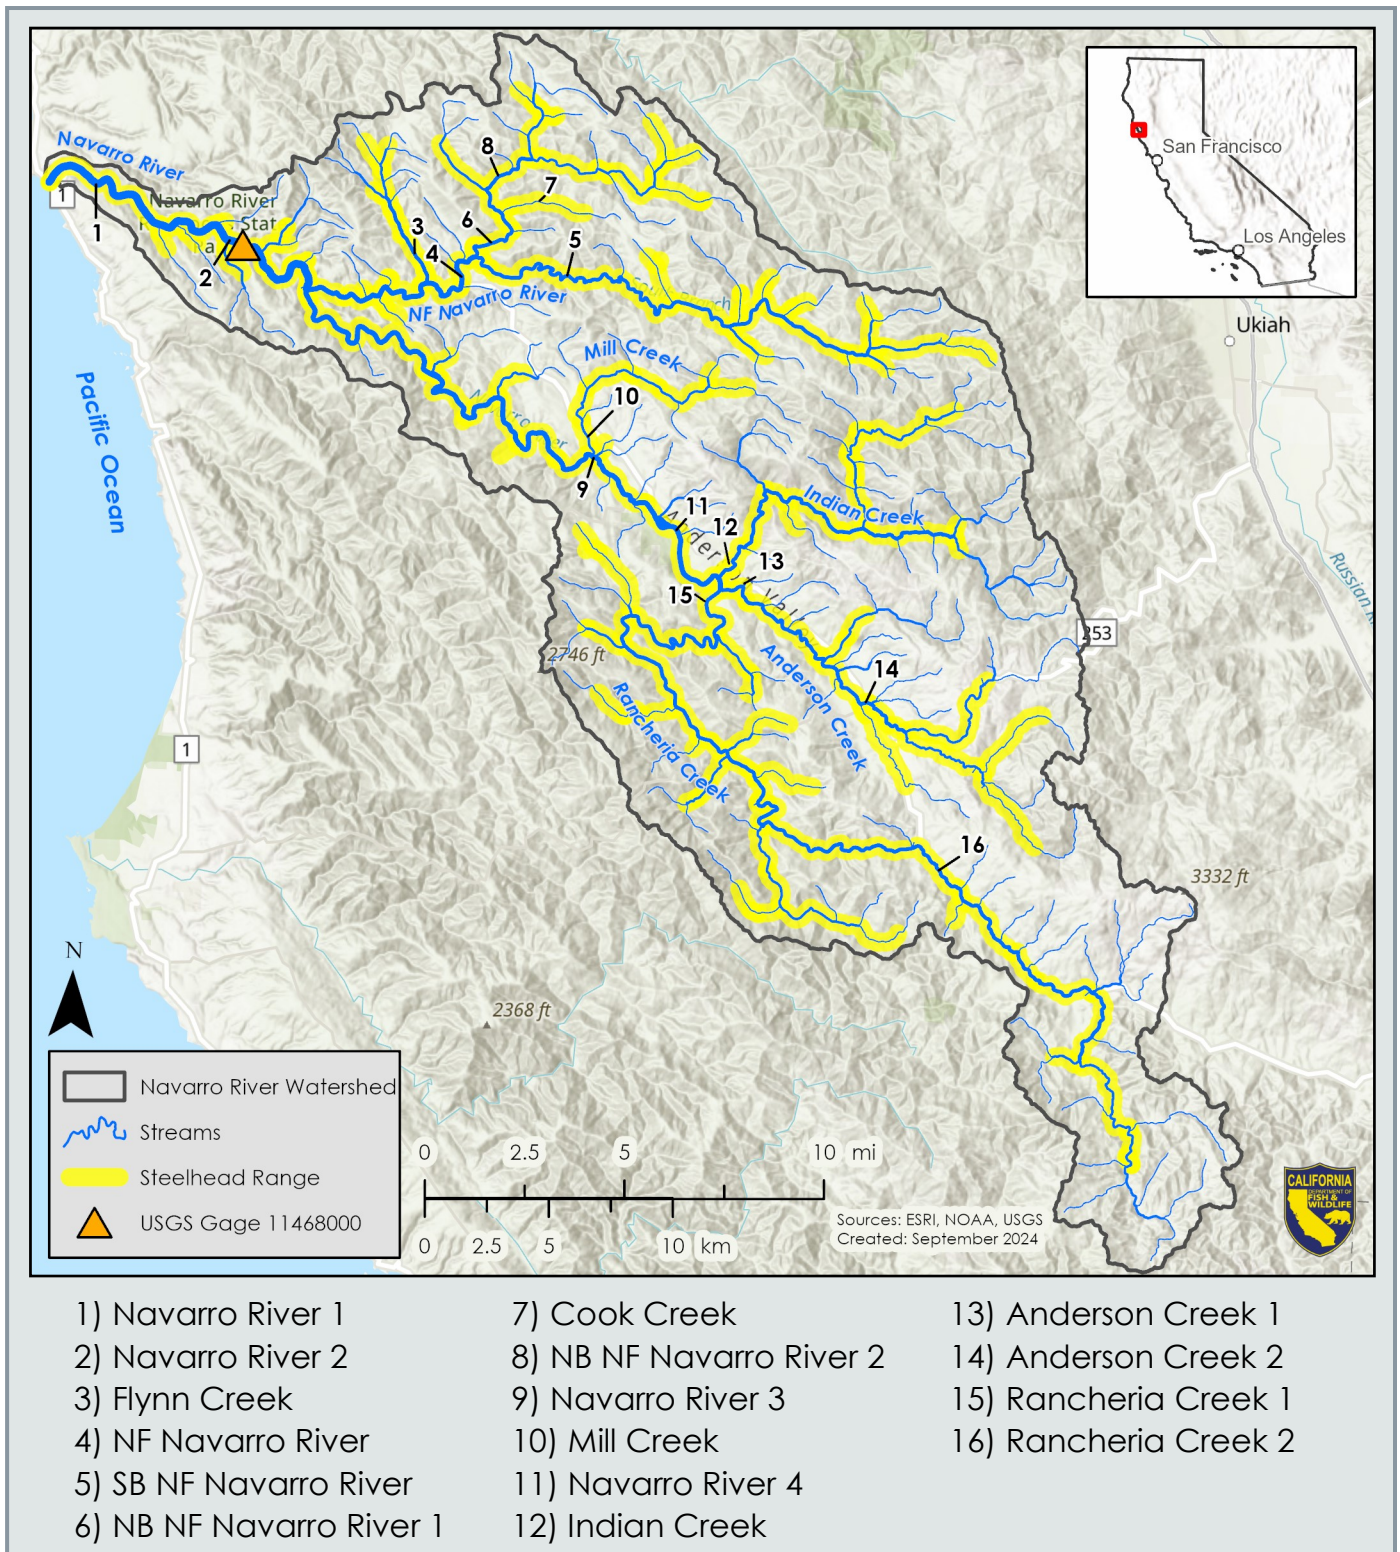 Navarro River
1
Navarro River
Stat
a
1
2
3
4
5
6
7
8
NF Navarro River
South Branch
Mill Creek
10
9
Indian Creek
11
12
13
15
Anderson Creek
14
2746 ft
Rancheria Creek
16
San Francisco
Los Angeles
Ukiah
Russian R
253
3332 ft
Pacific Ocean
1
N
2368 ft
Navarro River Watershed
Streams
Steelhead Range
USGS Gage 11468000
0 2.5 5 10 mi
0 2.5 5 10 km
Sources: ESRI, NOAA, USGS
Created: September 2024
CALIFORNIA
DEPARTMENT OF
FISH &
WILDLIFE
1) Navarro River 1
2) Navarro River 2
3) Flynn Creek
4) NF Navarro River
5) SB NF Navarro River
6) NB NF Navarro River 1
7) Cook Creek
8) NB NF Navarro River 2
9) Navarro River 3
10) Mill Creek
11) Navarro River 4
12) Indian Creek
13) Anderson Creek 1
14) Anderson Creek 2
15) Rancheria Creek 1
16) Rancheria Creek 2